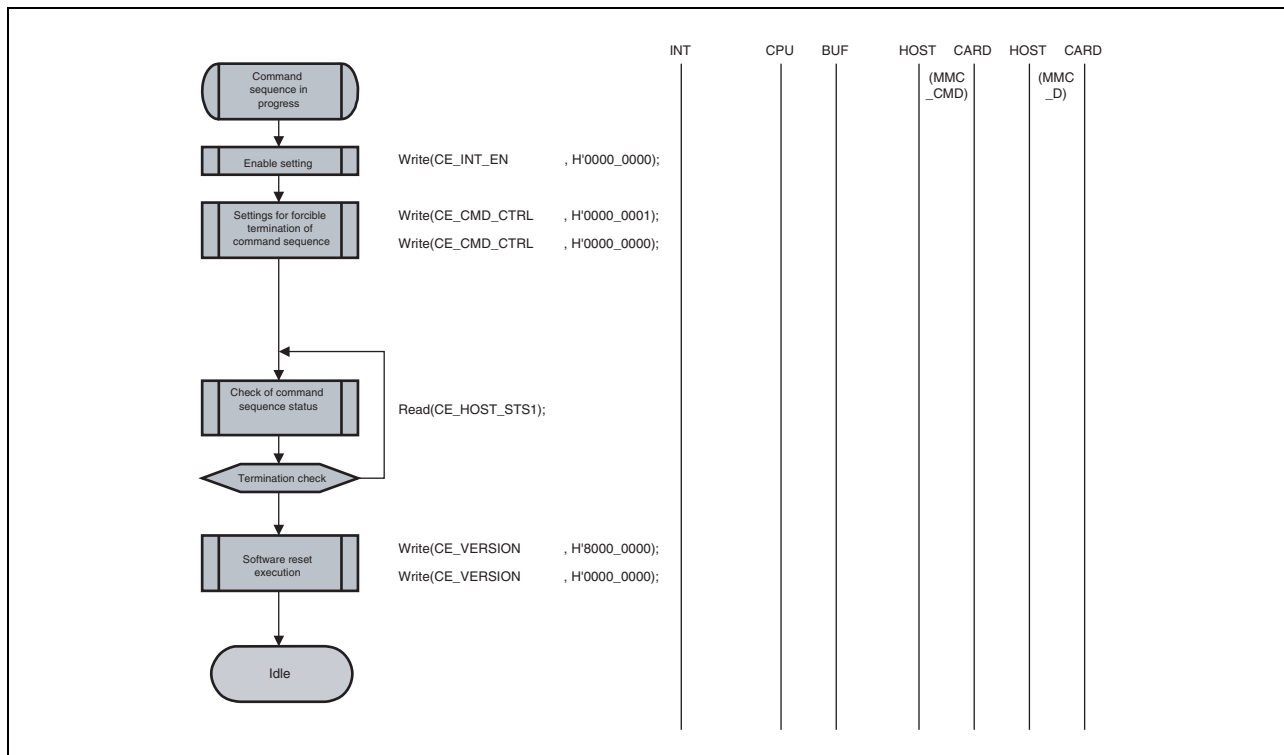 INT CPU BUF HOST CARD HOST CARD
(MMC
_CMD)
(MMC
_D)
Command
sequence in
progress
Enable setting
Write(CE_INT_EN , H'0000_0000);
Settings for forcible
termination of
command sequence
Write(CE_CMD_CTRL , H'0000_0001);
Write(CE_CMD_CTRL , H'0000_0000);
Check of command
sequence status
Read(CE_HOST_STS1);
Termination check
Software reset
execution
Write(CE_VERSION , H'8000_0000);
Write(CE_VERSION , H'0000_0000);
Idle